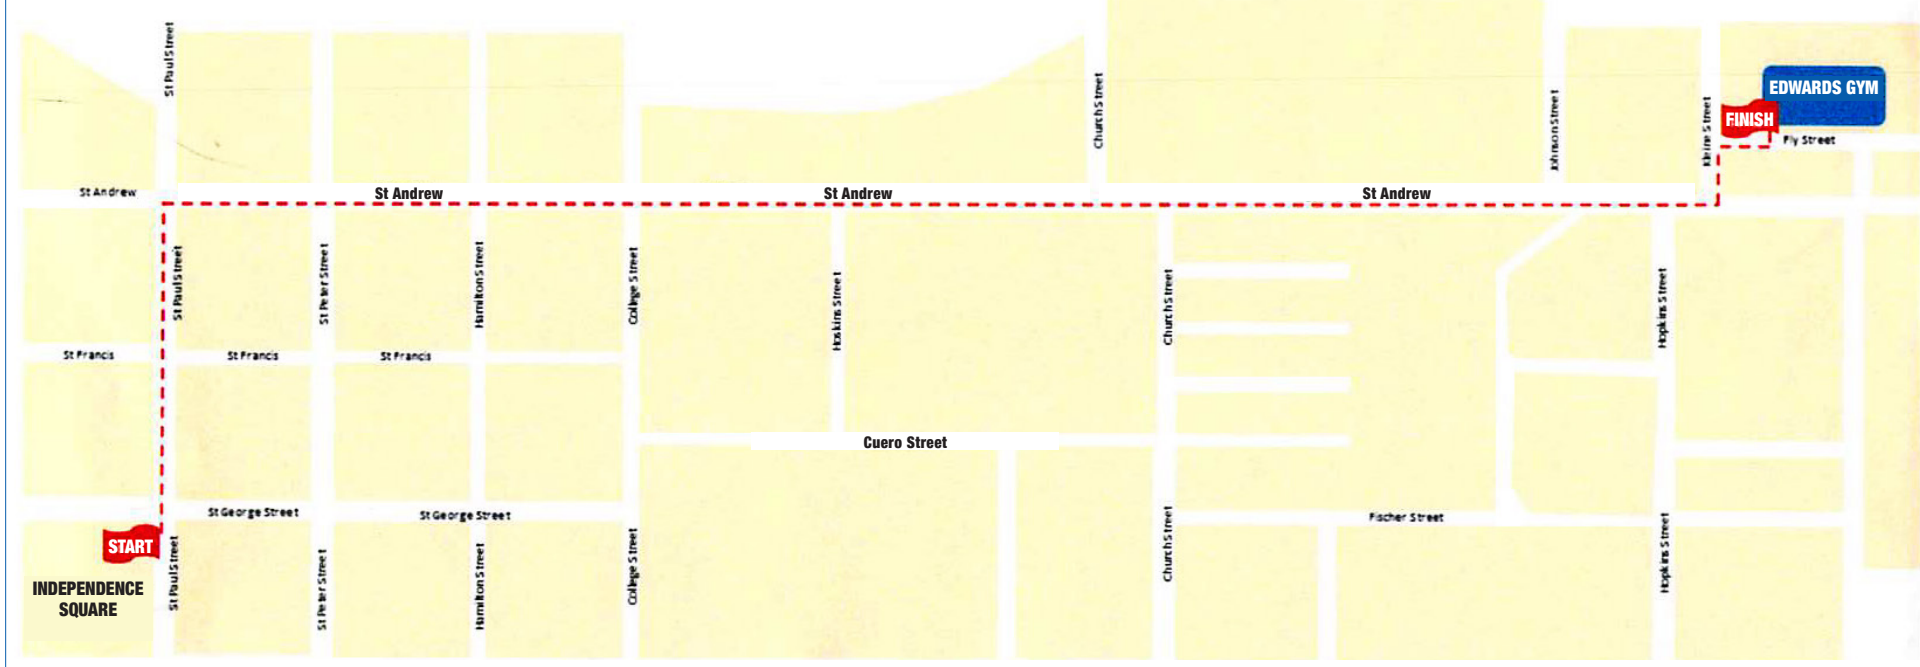 St Paul Street
Church Street
Johnson Street
Kleine Street
EDWARDS GYM
FINISH
Fly Street
St Andrew
St Andrew
St Andrew
St Andrew
St Paul Street
St Peter Street
Hamilton Street
College Street
Hoskins Street
Church Street
Hopkins Street
St Francis
St Francis
St Francis
Cuero Street
St George Street
St George Street
Fischer Street
START
INDEPENDENCE
SQUARE
St Paul Street
St Peter Street
Hamilton Street
College Street
Church Street
Hopkins Street